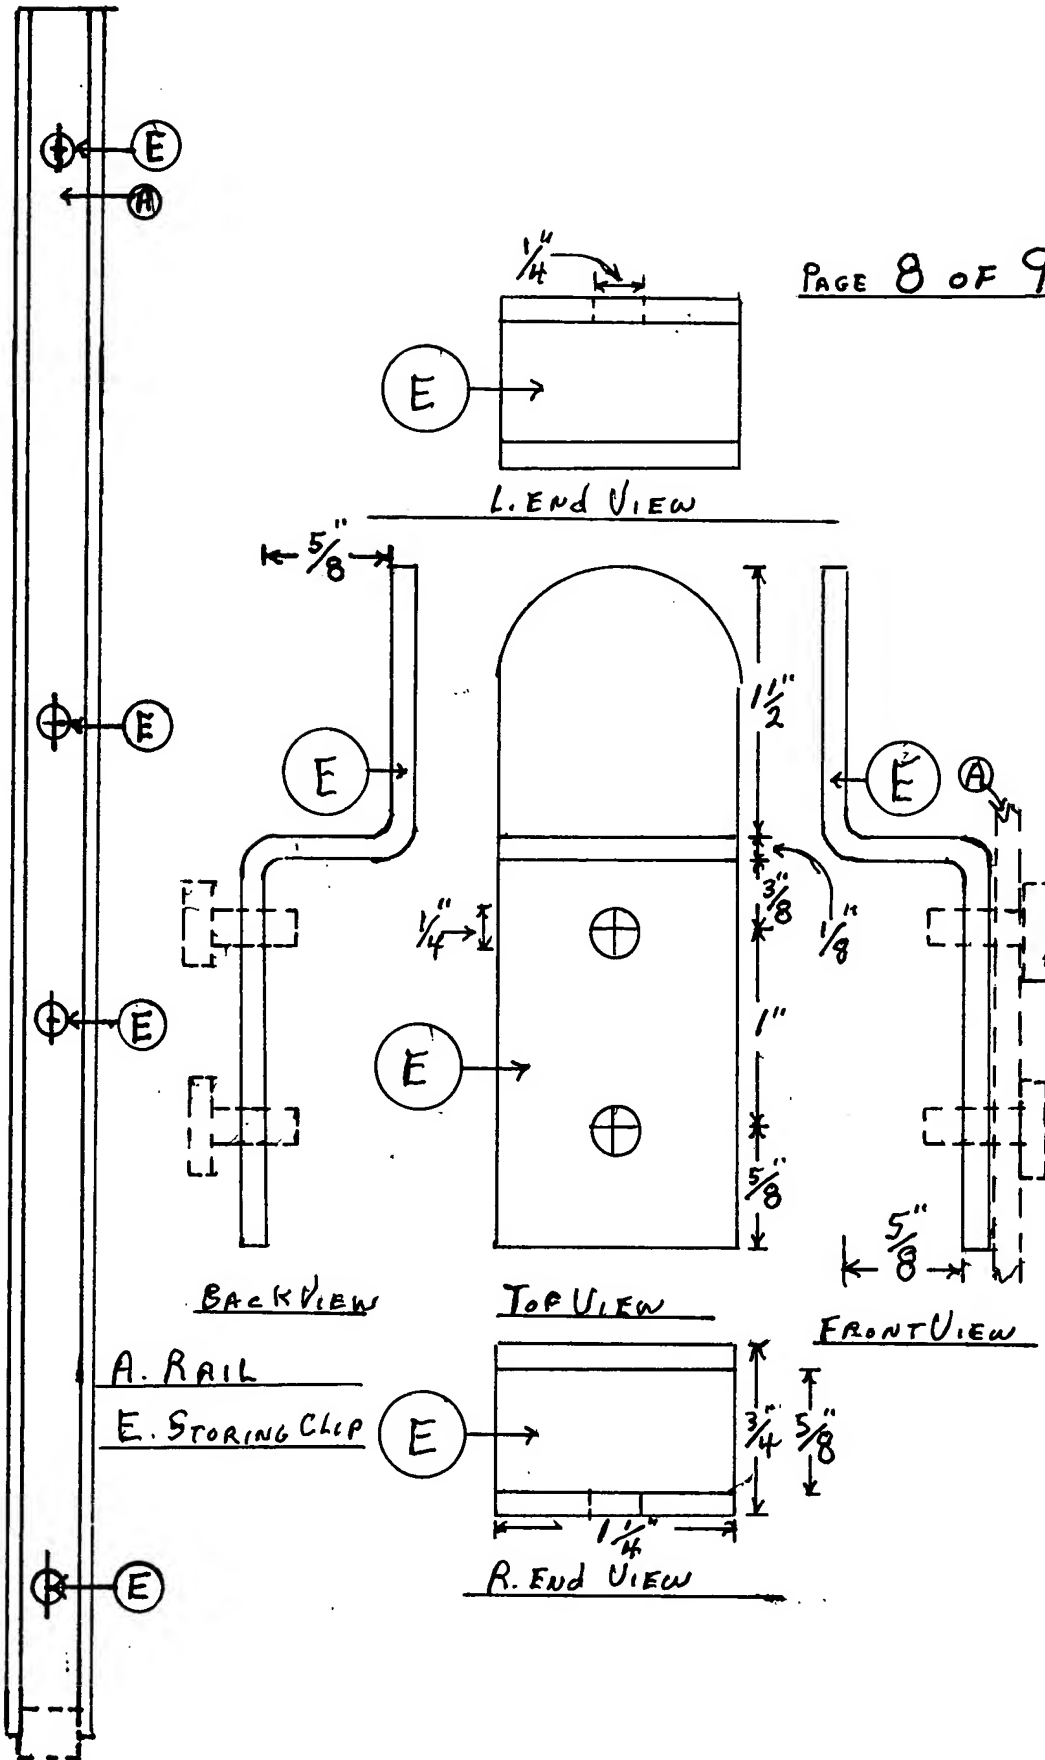 E
A
1/4"
PAGE 8 OF 9
E
L. END VIEW
5/8"
1 1/2"
E
E
E
A
3/8"
1/4"
1/8"
E
1"
E
5/8"
5/8"
BACK VIEW
TOP VIEW
FRONT VIEW
A. RAIL
E. STORING CLIP
E
3/4"
5/8"
1 1/4"
R. END VIEW
E